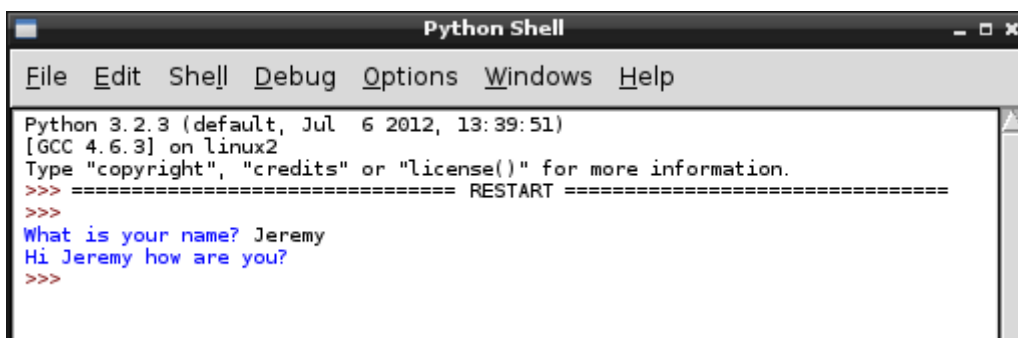 Python Shell
File Edit Shell Debug Options Windows Help
Python 3.2.3 (default, Jul  6 2012, 13:39:51)
[GCC 4.6.3] on linux2
Type "copyright", "credits" or "license()" for more information.
>>> ================================ RESTART ================================
>>>
What is your name? Jeremy
Hi Jeremy how are you?
>>>